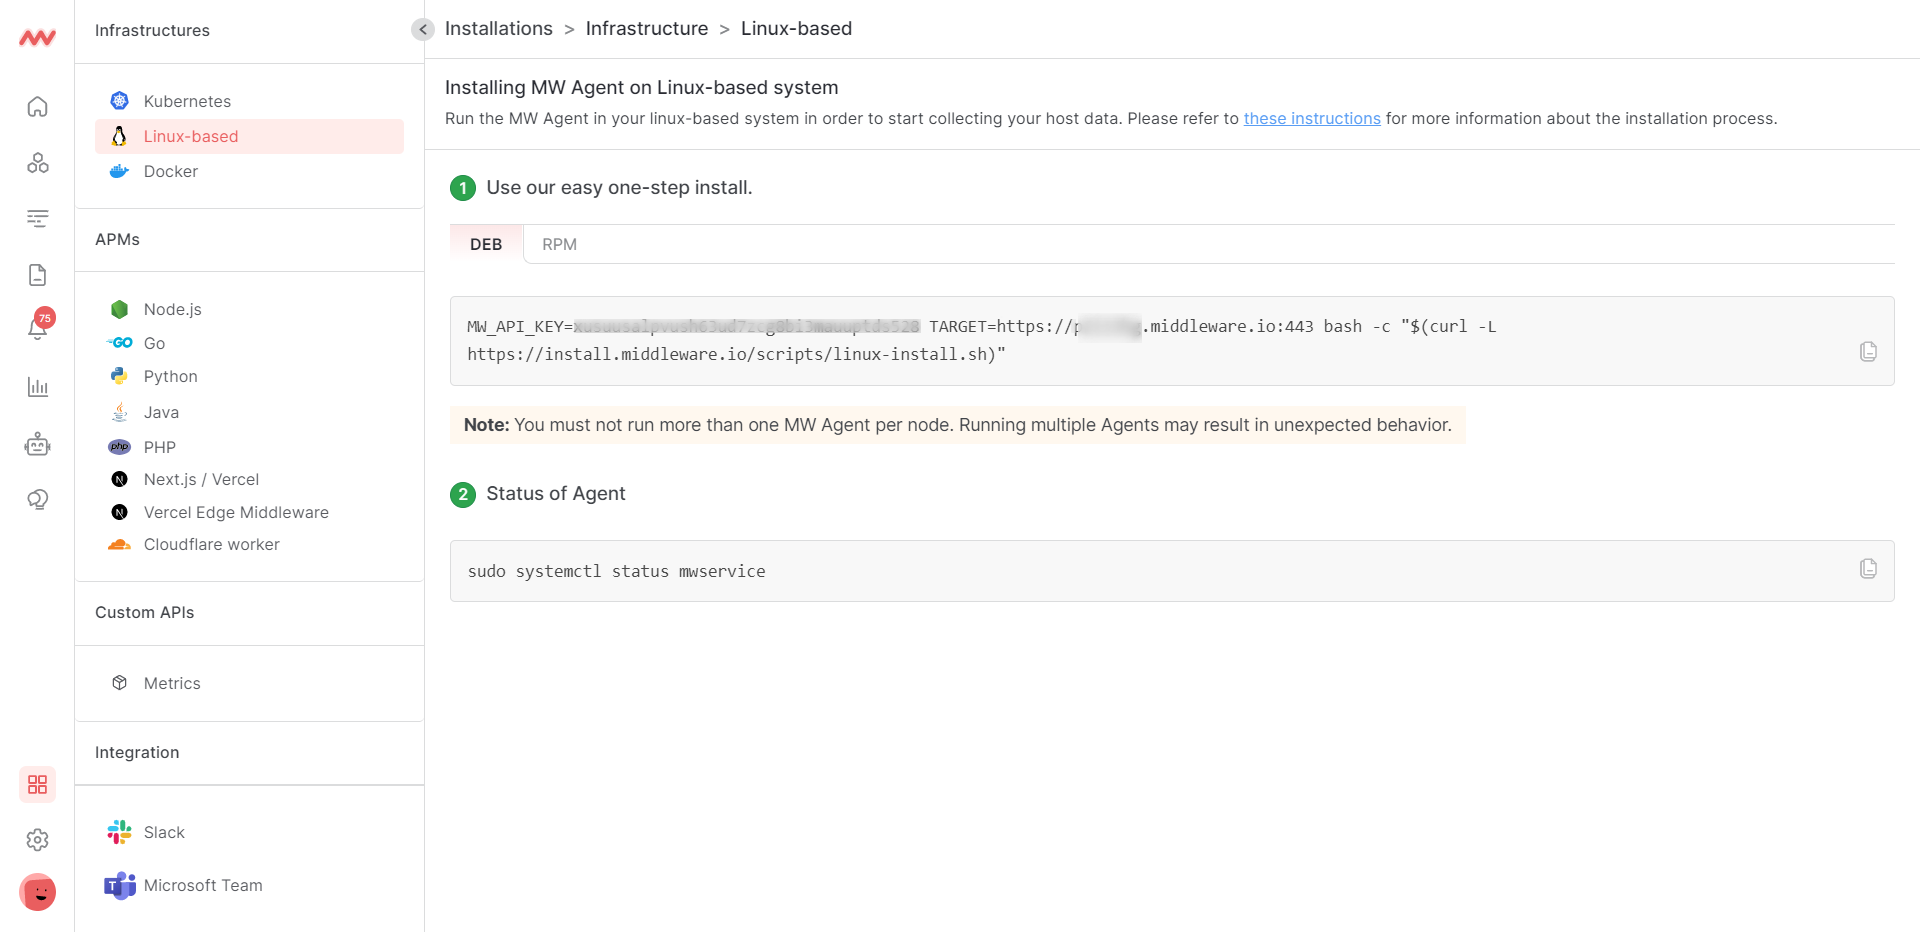 Infrastructures
Kubernetes
Linux-based
Docker
APMs
Node.js
GO Go
Python
Java
php PHP
N Next.js / Vercel
N Vercel Edge Middleware
Cloudflare worker
Custom APIs
Metrics
Integration
Slack
T Microsoft Team
75
Installations > Infrastructure > Linux-based
Installing MW Agent on Linux-based system
Run the MW Agent in your linux-based system in order to start collecting your host data. Please refer to these instructions for more information about the installation process.
1 Use our easy one-step install.
DEB RPM
MW_API_KEY= TARGET=https:// .middleware.io:443 bash -c "$(curl -L
https://install.middleware.io/scripts/linux-install.sh)"
Note: You must not run more than one MW Agent per node. Running multiple Agents may result in unexpected behavior.
2 Status of Agent
sudo systemctl status mwservice